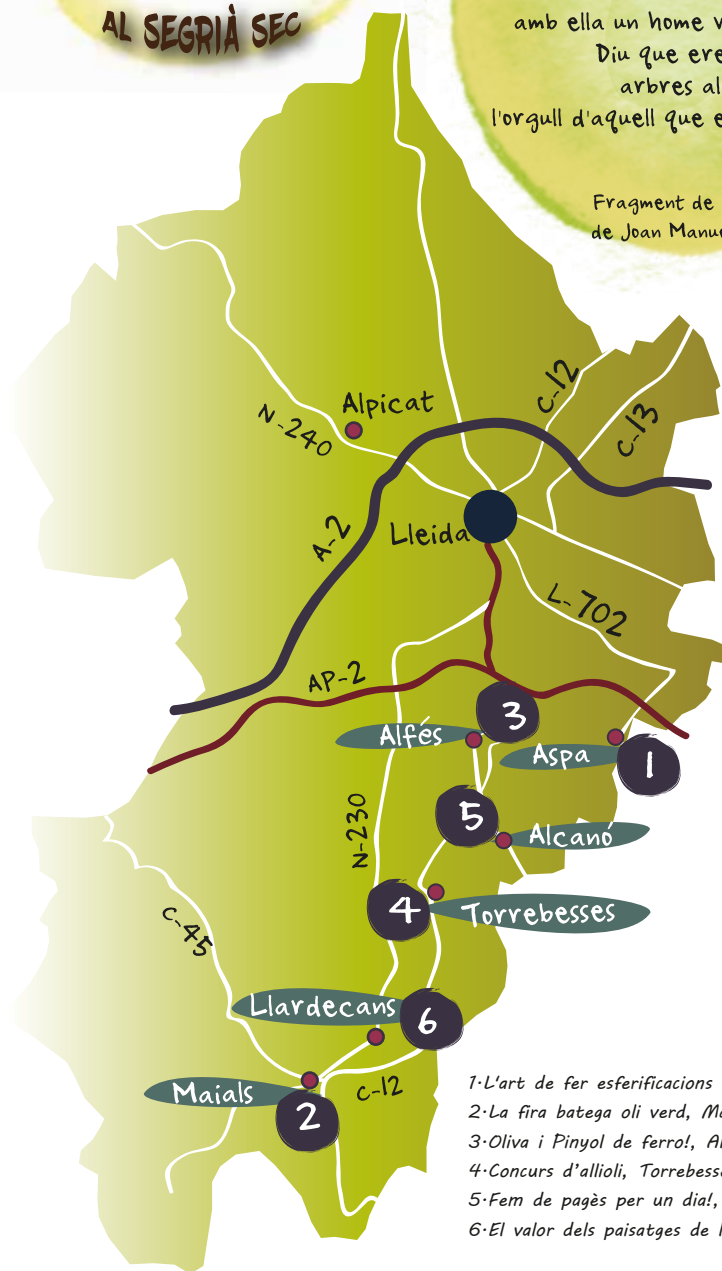 AL SEGRIÀ SEC
amb ella un home v
Diu que ere
arbres al
l'orgull d'aquell que e
Fragment de
de Joan Manue
C-12
C-13
Alpicat
N-240
A-2
Lleida
L-702
AP-2
3
Alfés
Aspa
1
5
Alcanó
N-230
4
Torrebesses
C-45
Llardecans
6
Maials
C-12
2
1·L'art de fer esferificacions
2·La fira batega oli verd, Ma
3·Oliva i Pinyol de ferro!, Al
4·Concurs d'allioli, Torrebess
5·Fem de pagès per un dia!,
6·El valor dels paisatges de l